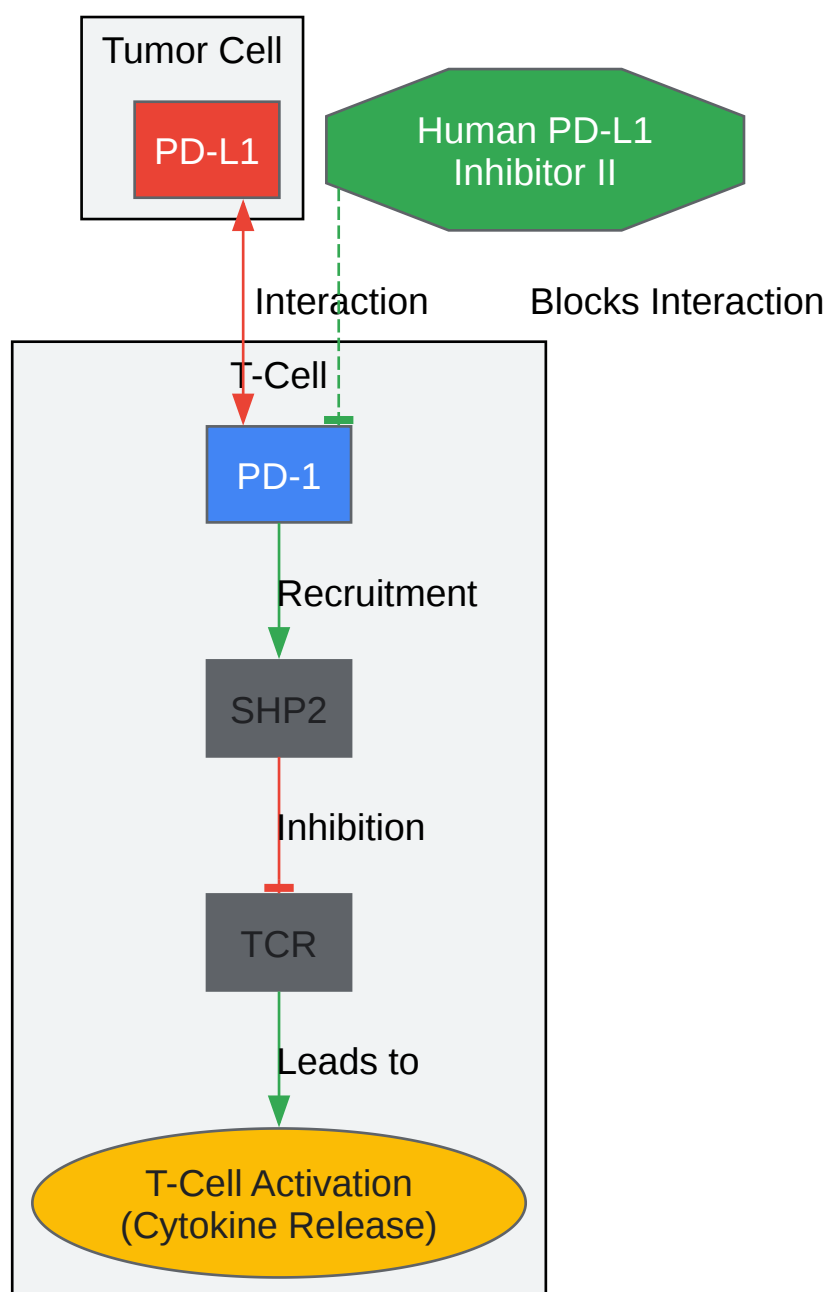 Tumor Cell
PD-L1
Human PD-L1
Inhibitor II
Interaction
Blocks Interaction
T-Cell
PD-1
Recruitment
SHP2
Inhibition
TCR
Leads to
T-Cell Activation
(Cytokine Release)